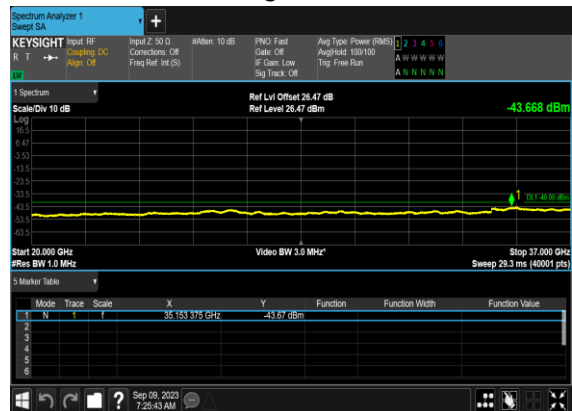 Spectrum Analyzer 1
Swept SA
+
KEYSIGHT Input: RF Input Z: 50 Ω #Atten: 10 dB PNO: Fast Avg Type: Power (RMS) 1 2 3 4 5 6
R T Coupling: DC Corrections: Off Gate: Off Avg|Hold: 100/100 A W W W W W
Align: Off Freq Ref: Int (S) IF Gain: Low Trig: Free Run
LW Sig Track: Off A N N N N N
1 Spectrum Ref Lvl Offset 26.47 dB
Scale/Div 10 dB Ref Level 26.47 dBm -43.668 dBm
Log
16.5
6.47
-3.53
-13.5
-23.5
-33.5 1 DL1 -40.00 dBm
-43.5
-53.5
-63.5
Start 20.000 GHz Video BW 3.0 MHz* Stop 37.000 GHz
#Res BW 1.0 MHz Sweep 29.3 ms (40001 pts)
5 Marker Table
Mode Trace Scale X Y Function Function Width Function Value
1 N 1 f 35.153 375 GHz -43.67 dBm
2
3
4
5
6
? Sep 09, 2023
7:25:43 AM